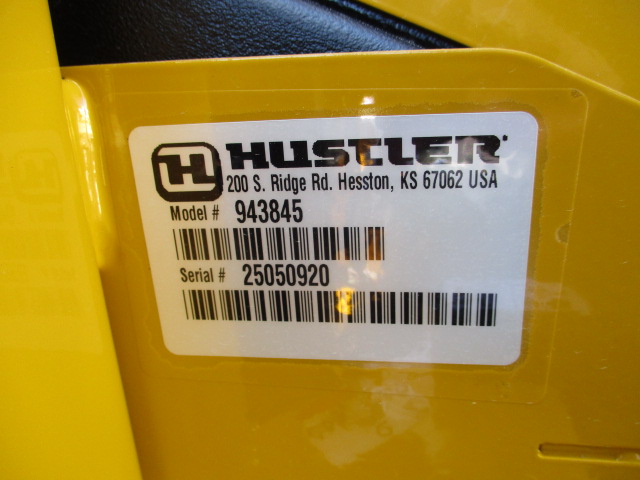 H HUSTLER
200 S. Ridge Rd. Hesston, KS 67062 USA
Model # 943845
Serial # 25050920